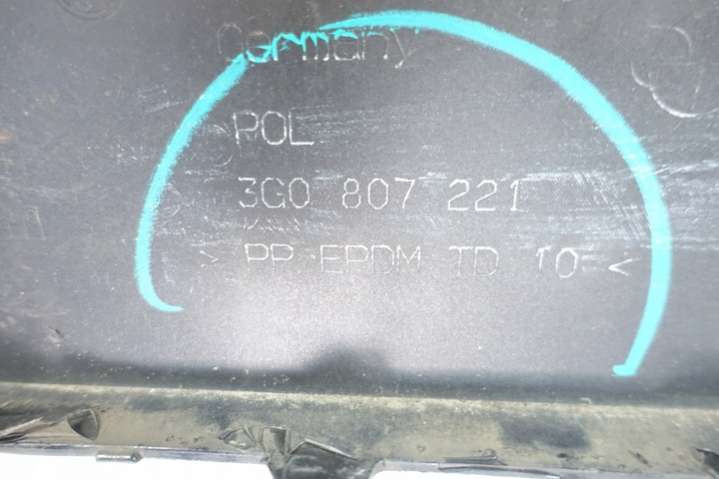 Germany
POL
3G0 807 221
> PP EPDM TD 10 <